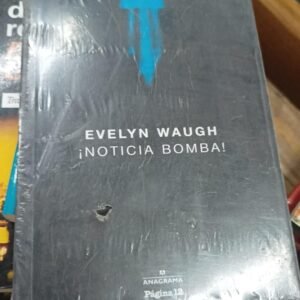 EVELYN WAUGH
¡NOTICIA BOMBA!
ANAGRAMA
Página 12